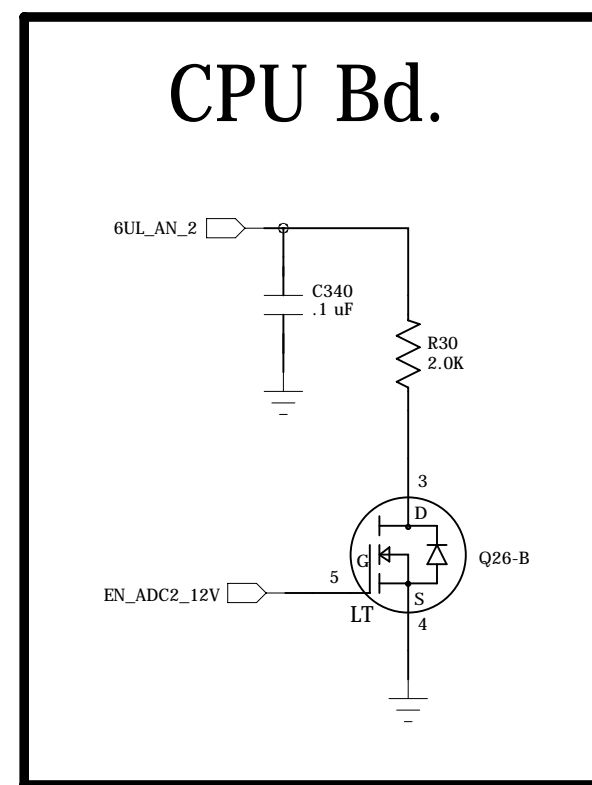 CPU Bd.
6UL_AN_2
C340
.1 uF
R30
2.0K
3
D
G
Q26-B
5
EN_ADC2_12V
S
LT
4